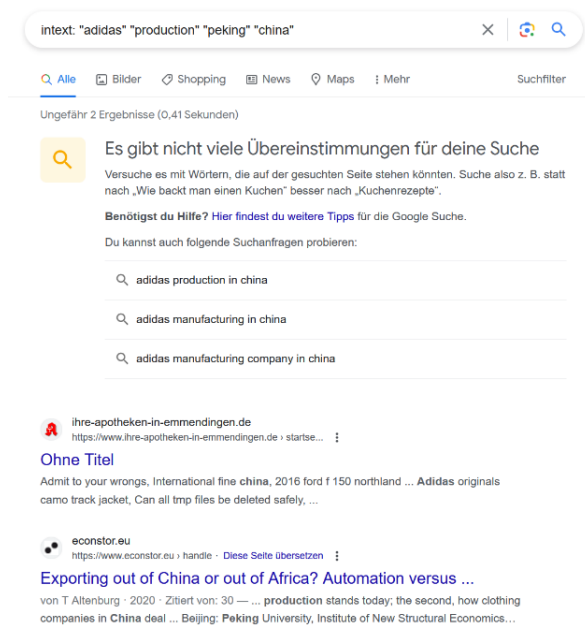 intext: "adidas" "production" "peking" "china"
Alle Bilder Shopping News Maps Mehr Suchfilter
Ungefähr 2 Ergebnisse (0,41 Sekunden)
Es gibt nicht viele Übereinstimmungen für deine Suche
Versuche es mit Wörtern, die auf der gesuchten Seite stehen könnten. Suche also z. B. statt
nach „Wie backt man einen Kuchen“ besser nach „Kuchenrezepte“.
Benötigst du Hilfe? Hier findest du weitere Tipps für die Google Suche.
Du kannst auch folgende Suchanfragen probieren:
adidas production in china
adidas manufacturing in china
adidas manufacturing company in china
ihre-apotheken-in-emmendingen.de
https://www.ihre-apotheken-in-emmendingen.de › startse...
Ohne Titel
Admit to your wrongs, International fine china, 2016 ford f 150 northland ... Adidas originals
camo track jacket, Can all tmp files be deleted safely, ...
econstor.eu
https://www.econstor.eu › handle · Diese Seite übersetzen
Exporting out of China or out of Africa? Automation versus ...
von T Altenburg · 2020 · Zitiert von: 30 — ... production stands today; the second, how clothing
companies in China deal ... Beijing: Peking University, Institute of New Structural Economics…